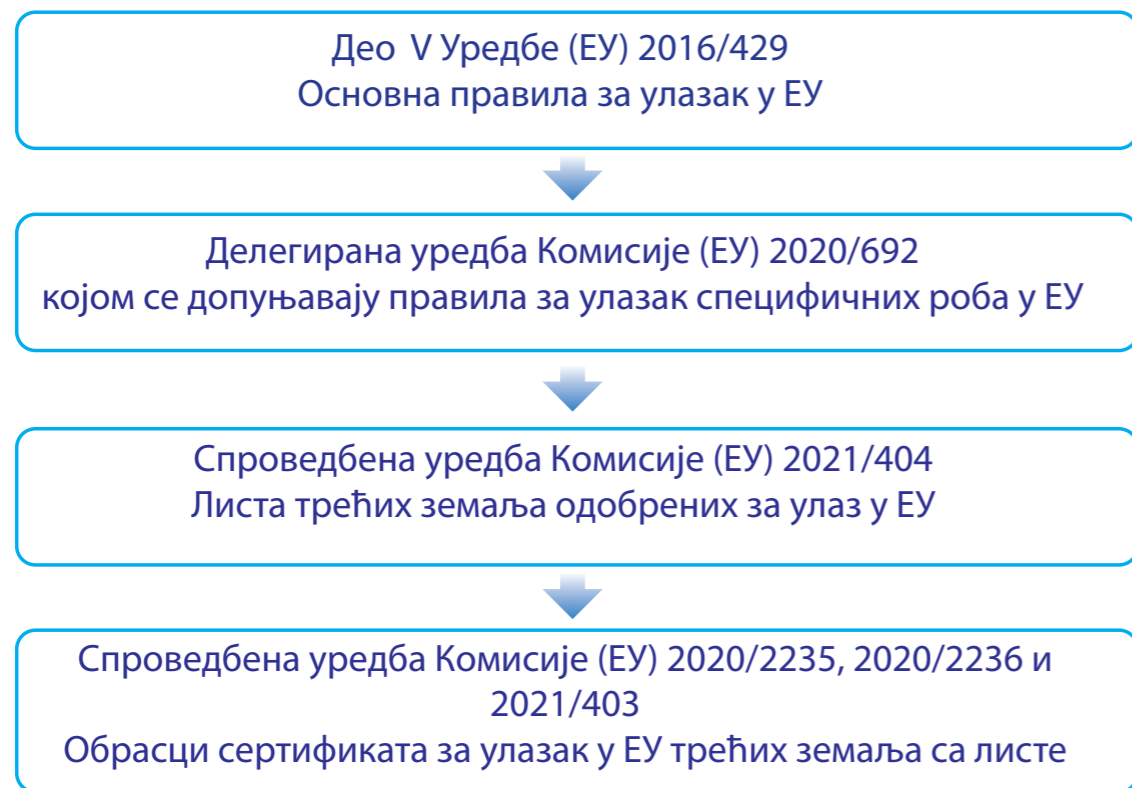 Део V Уредбе (ЕУ) 2016/429
Основна правила за улазак у ЕУ
Делегирана уредба Комисије (ЕУ) 2020/692
којом се допуњавају правила за улазак специфичних роба у ЕУ
Спроведбена уредба Комисије (ЕУ) 2021/404
Листа трећих земаља одобрених за улаз у ЕУ
Спроведбена уредба Комисије (ЕУ) 2020/2235, 2020/2236 и
2021/403
Обрасци сертификата за улазак у ЕУ трећих земаља са листе